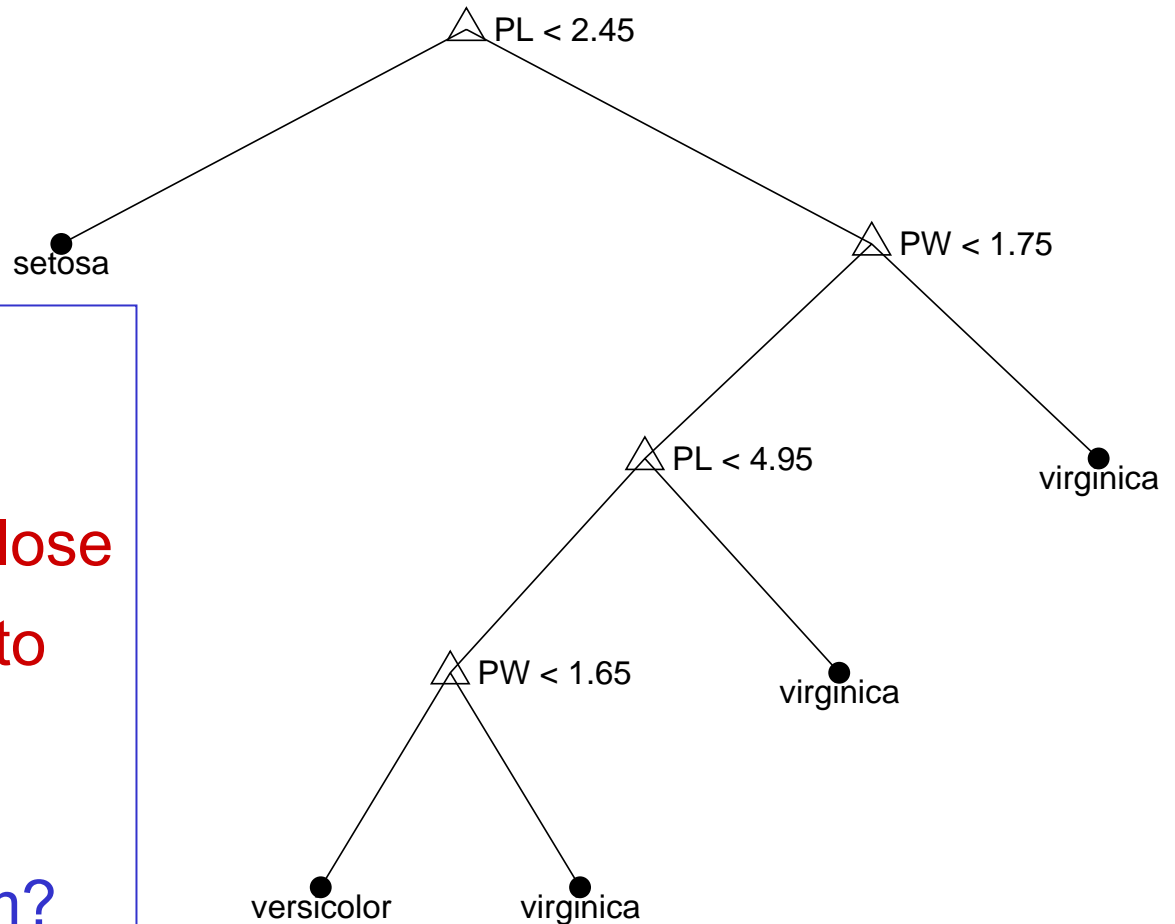 PL < 2.45
setosa
PW < 1.75
PL < 4.95
virginica
lose
to
PW < 1.65
virginica
versicolor
virginica
?